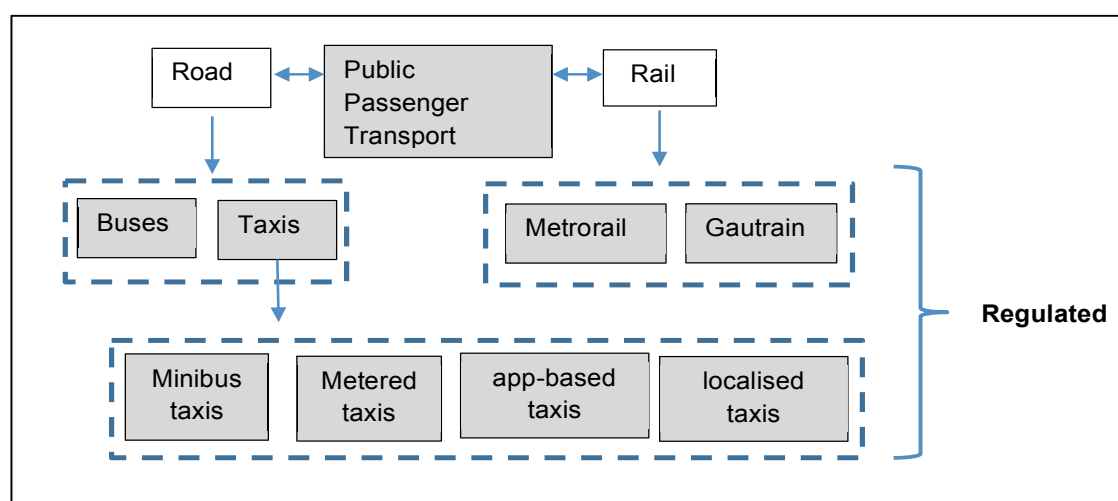 Road
Public
Passenger
Transport
Rail
Buses
Taxis
Metrorail
Gautrain
Regulated
Minibus
taxis
Metered
taxis
app-based
taxis
localised
taxis